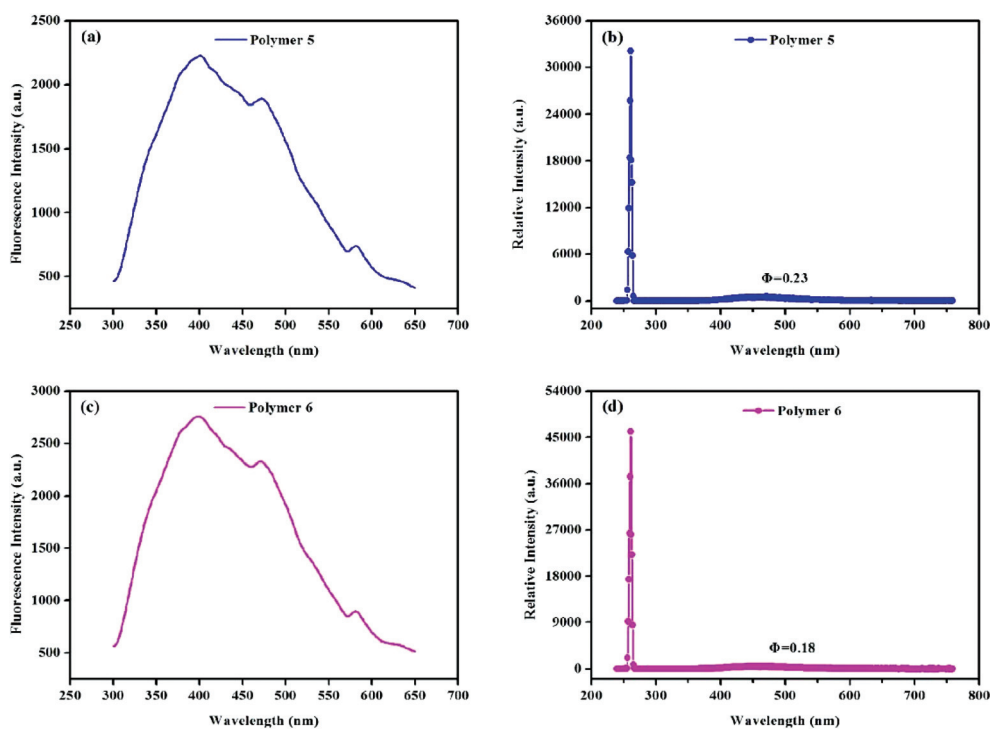 (a)
Polymer 5
Fluorescence Intensity (a.u.)
2500
2000
1500
1000
500
250 300 350 400 450 500 550 600 650 700
Wavelength (nm)
(b)
Polymer 5
Relative Intensity (a.u.)
36000
30000
24000
18000
12000
6000
0
Φ=0.23
200 300 400 500 600 700 800
Wavelength (nm)
(c)
Polymer 6
Fluorescence Intensity (a.u.)
3000
2500
2000
1500
1000
500
250 300 350 400 450 500 550 600 650 700
Wavelength (nm)
(d)
Polymer 6
Relative Intensity (a.u.)
54000
45000
36000
27000
18000
9000
0
Φ=0.18
200 300 400 500 600 700 800
Wavelength (nm)